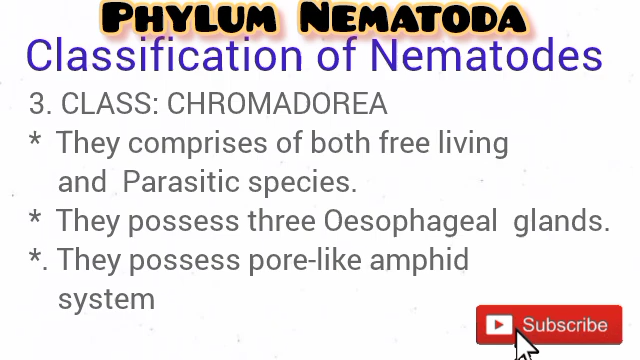 PHYLUM NEMATODA
Classification of Nematodes
3. CLASS: CHROMADOREA
* They comprises of both free living
and Parasitic species.
* They possess three Oesophageal glands.
*. They possess pore-like amphid
system
Subscribe